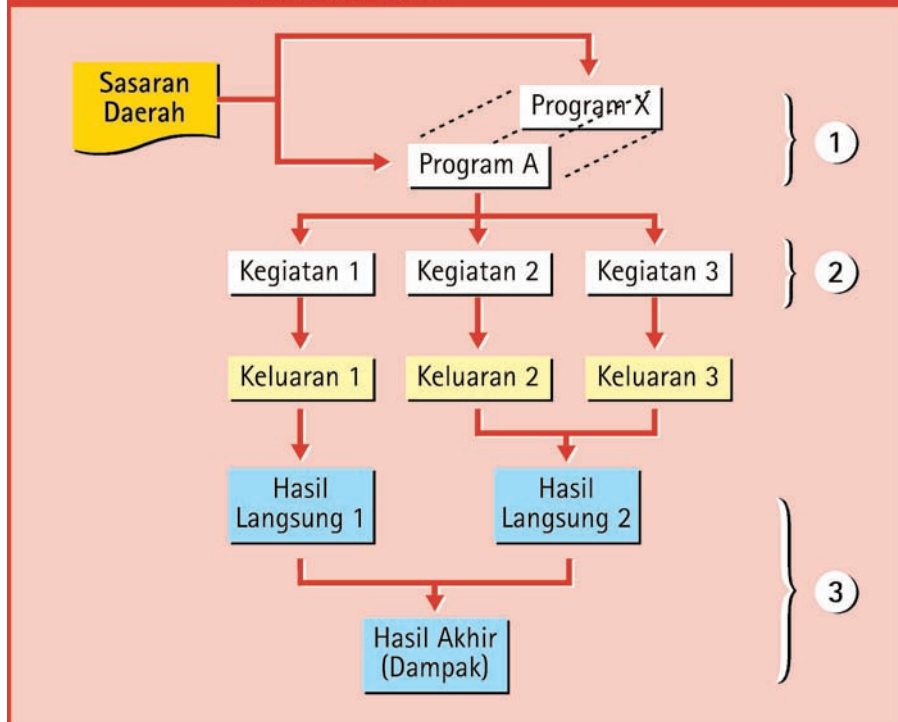 Sasaran
Daerah
Program X
Program A
1
Kegiatan 1
Kegiatan 2
Kegiatan 3
2
Keluaran 1
Keluaran 2
Keluaran 3
Hasil
Langsung 1
Hasil
Langsung 2
3
Hasil Akhir
(Dampak)